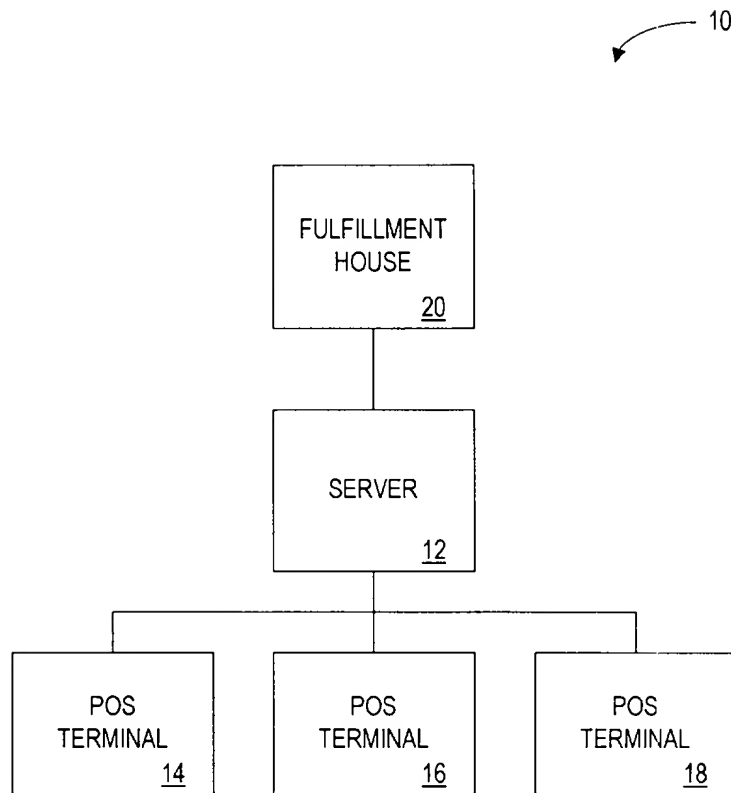 10
FULFILLMENT
HOUSE
20
SERVER
12
POS
TERMINAL
14
POS
TERMINAL
16
POS
TERMINAL
18